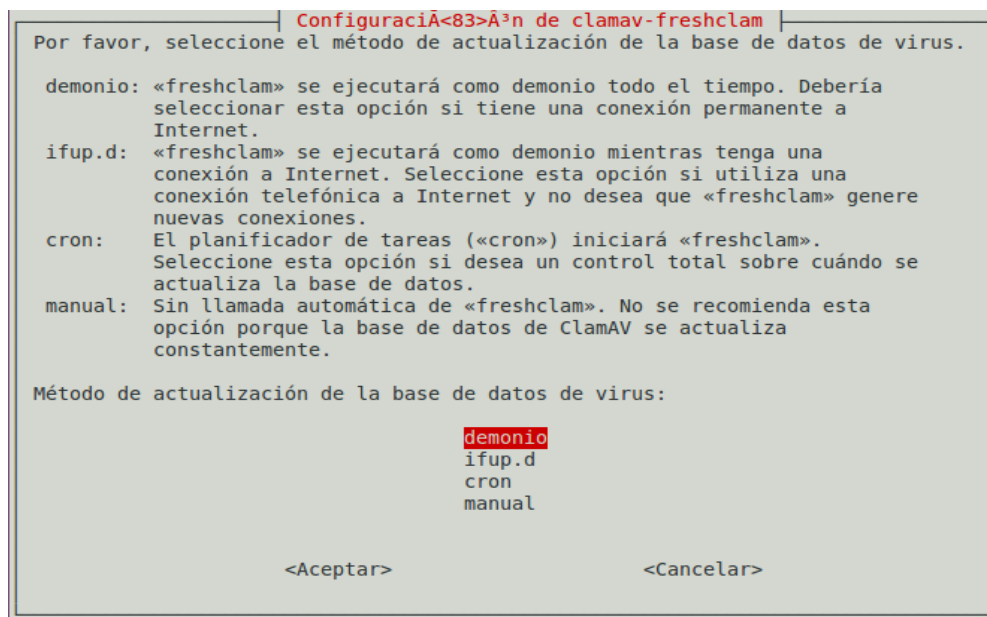 ConfiguraciÃ<83>Â³n de clamav-freshclam
Por favor, seleccione el método de actualización de la base de datos de virus.
demonio: «freshclam» se ejecutará como demonio todo el tiempo. Debería
seleccionar esta opción si tiene una conexión permanente a
Internet.
ifup.d: «freshclam» se ejecutará como demonio mientras tenga una
conexión a Internet. Seleccione esta opción si utiliza una
conexión telefónica a Internet y no desea que «freshclam» genere
nuevas conexiones.
cron: El planificador de tareas («cron») iniciará «freshclam».
Seleccione esta opción si desea un control total sobre cuándo se
actualiza la base de datos.
manual: Sin llamada automática de «freshclam». No se recomienda esta
opción porque la base de datos de ClamAV se actualiza
constantemente.
Método de actualización de la base de datos de virus:
demonio
ifup.d
cron
manual
<Aceptar> <Cancelar>